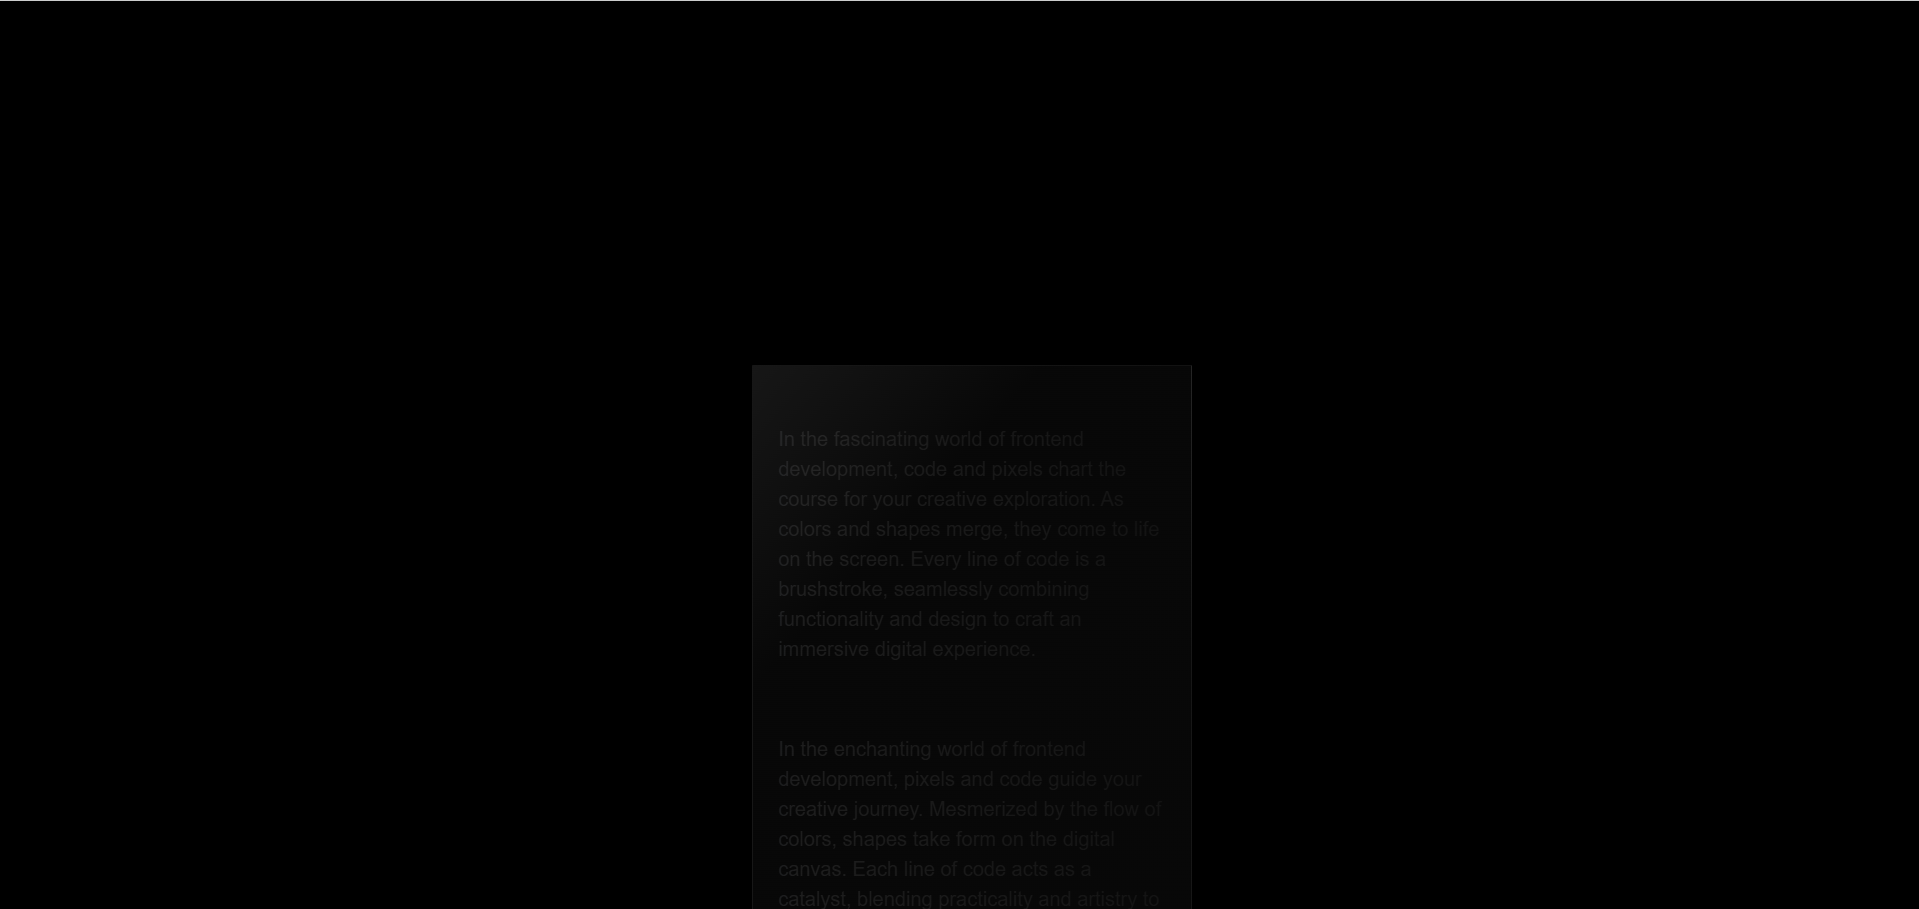 In the fascinating world of frontend
development, code and pixels chart the
course for your creative exploration. As
colors and shapes merge, they come to life
on the screen. Every line of code is a
brushstroke, seamlessly combining
functionality and design to craft an
immersive digital experience.
In the enchanting world of frontend
development, pixels and code guide your
creative journey. Mesmerized by the flow of
colors, shapes take form on the digital
canvas. Each line of code acts as a
catalyst, blending practicality and artistry to